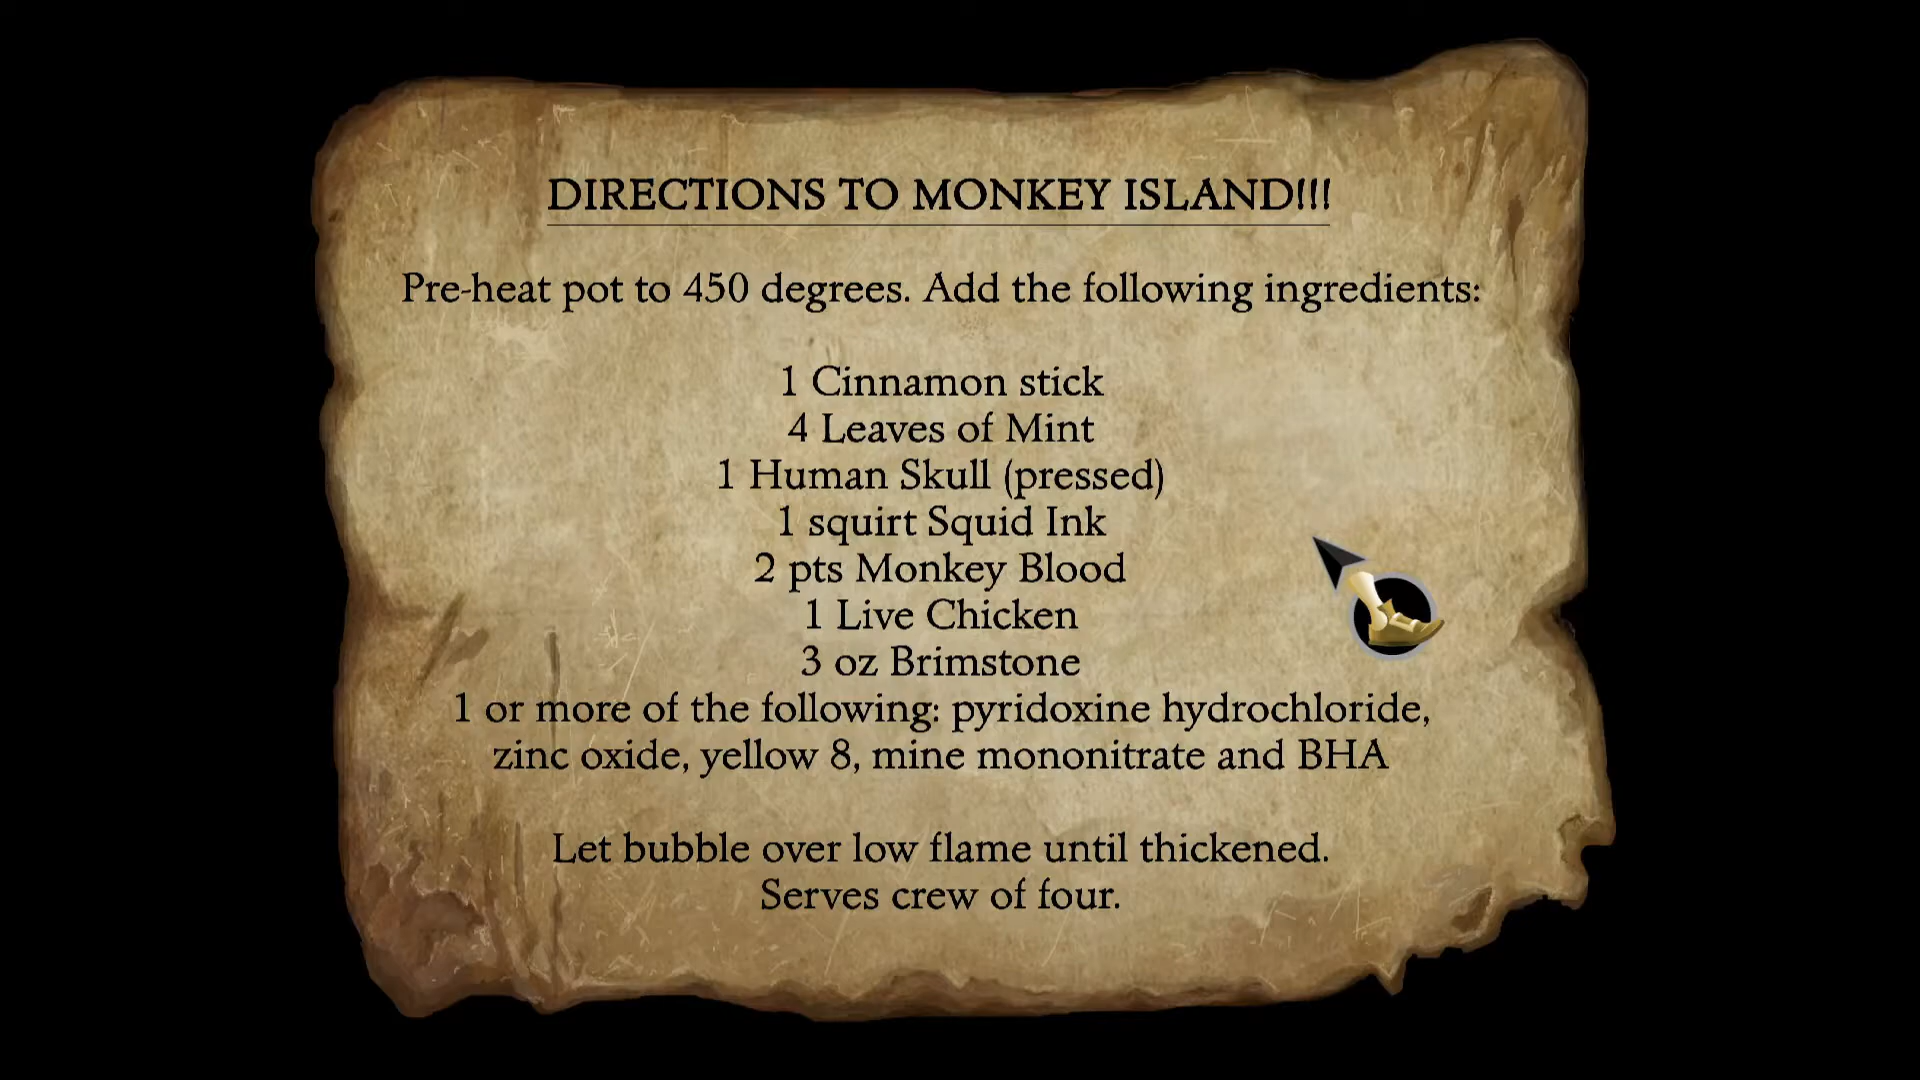 DIRECTIONS TO MONKEY ISLAND!!!
Pre-heat pot to 450 degrees. Add the following ingredients:
1 Cinnamon stick
4 Leaves of Mint
1 Human Skull (pressed)
1 squirt Squid Ink
2 pts Monkey Blood
1 Live Chicken
3 oz Brimstone
1 or more of the following: pyridoxine hydrochloride,
zinc oxide, yellow 8, mine mononitrate and BHA
Let bubble over low flame until thickened.
Serves crew of four.